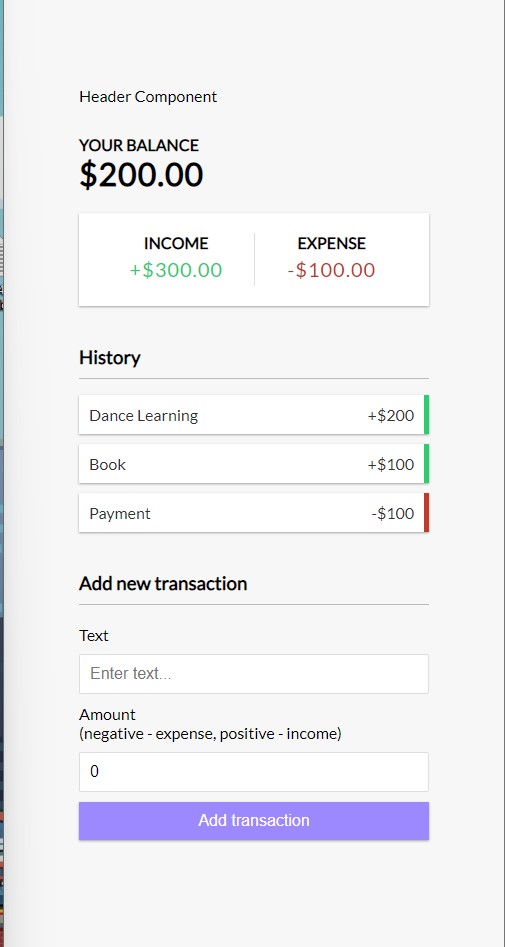 Header Component
YOUR BALANCE
$200.00
INCOME EXPENSE
+$300.00 -$100.00
History
Dance Learning +$200
Book +$100
Payment -$100
Add new transaction
Text
Enter text...
Amount
(negative - expense, positive - income)
0
Add transaction